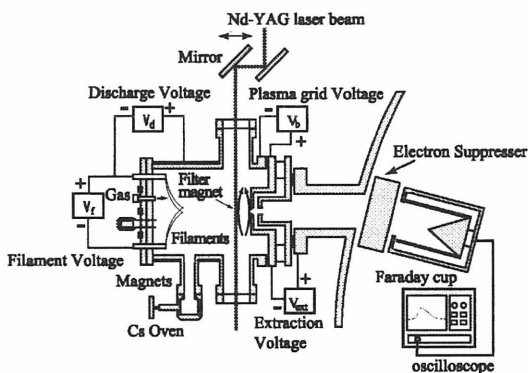 Nd-YAG laser beam
Mirror
Discharge Voltage
Plasma grid Voltage
- +
Vd
-
Vb
+
Electron Suppresser
+
Gas
Vf
-
Filter
magnet
Filaments
Filament Voltage
Magnets
Cs Oven
+
- Vext
Extraction
Voltage
Faraday cup
oscilloscope